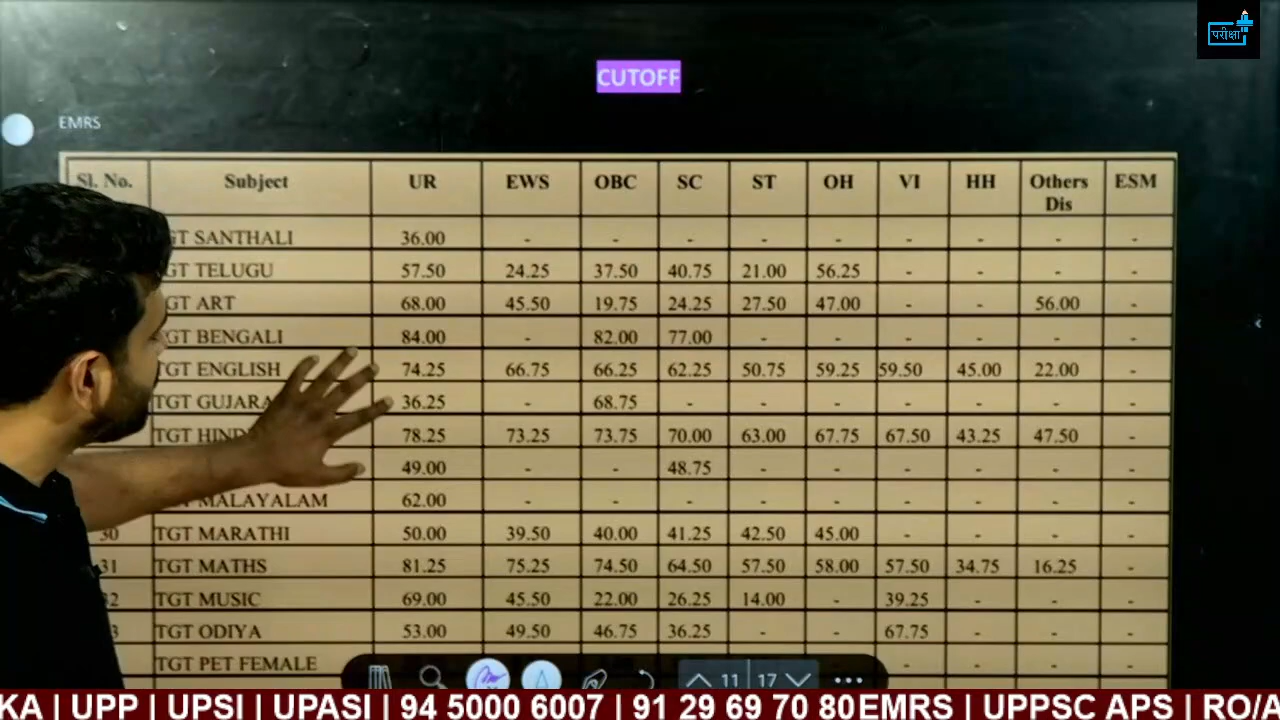 परीक्षा
CUTOFF
EMRS
Sl. No. Subject UR EWS OBC SC ST OH VI HH Others Dis ESM
GT SANTHALI 36.00 - - - - - - - - -
GT TELUGU 57.50 24.25 37.50 40.75 21.00 56.25 - - - -
GT ART 68.00 45.50 19.75 24.25 27.50 47.00 - - 56.00 -
TGT BENGALI 84.00 - 82.00 77.00 - - - - - -
TGT ENGLISH 74.25 66.75 66.25 62.25 50.75 59.25 59.50 45.00 22.00 -
TGT GUJARA 36.25 - 68.75 - - - - - - -
TGT HIND 78.25 73.25 73.75 70.00 63.00 67.75 67.50 43.25 47.50 -
49.00 - - 48.75 - - - - - -
MALAYALAM 62.00 - - - - - - - - -
30 TGT MARATHI 50.00 39.50 40.00 41.25 42.50 45.00 - - - -
31 TGT MATHS 81.25 75.25 74.50 64.50 57.50 58.00 57.50 34.75 16.25 -
32 TGT MUSIC 69.00 45.50 22.00 26.25 14.00 - 39.25 - - -
3 TGT ODIYA 53.00 49.50 46.75 36.25 - - 67.75 - - -
TGT PET FEMALE - - - -
11 17
KA | UPP | UPSI | UPASI | 94 5000 6007 | 91 29 69 70 80 EMRS | UPPSC APS | RO/A